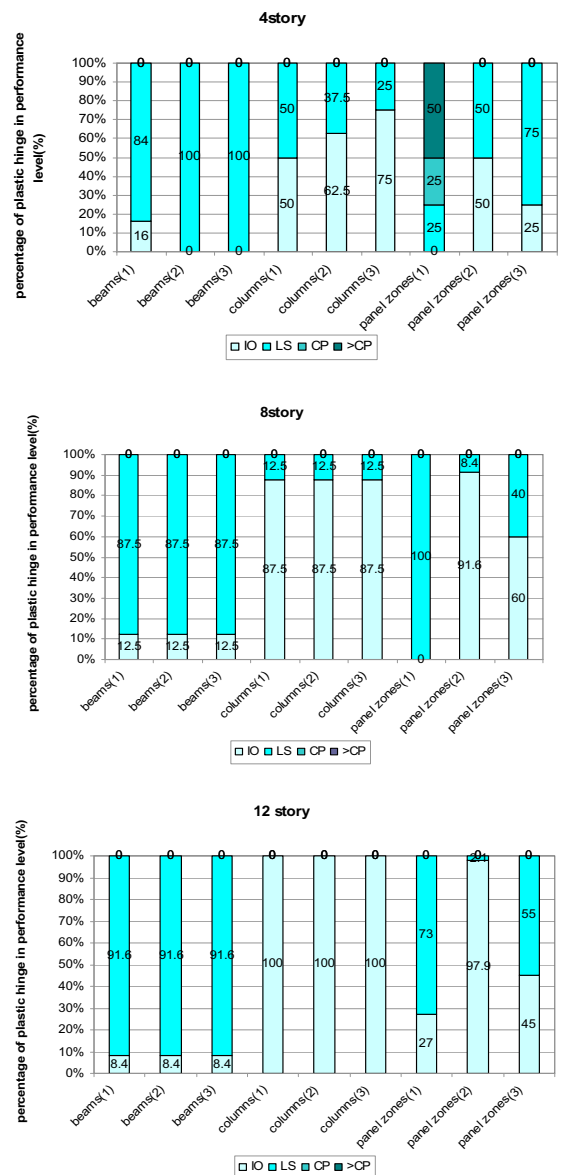 4story
percentage of plastic hinge in performance
level(%)
100%
90%
80%
70%
60%
50%
40%
30%
20%
10%
0%
0 0 0 0 0 0 0 0 0
84 100 100 50 37.5 25 50 50 75
16 0 0 50 62.5 75 25 50 25
25
0
beams(1)
beams(2)
beams(3)
columns(1)
columns(2)
columns(3)
panel zones(1)
panel zones(2)
panel zones(3)
IO LS CP >CP
8story
percentage of plastic hinge in performance level(%)
100%
90%
80%
70%
60%
50%
40%
30%
20%
10%
0%
0 0 0 0 0 0 0 0 0
87.5 87.5 87.5 12.5 12.5 12.5 100 8.4 40
12.5 12.5 12.5 87.5 87.5 87.5 0 91.6 60
beams(1)
beams(2)
beams(3)
columns(1)
columns(2)
columns(3)
panel zones(1)
panel zones(2)
panel zones(3)
IO LS CP >CP
12 story
percentage of plastic hinge in performance level(%)
100%
90%
80%
70%
60%
50%
40%
30%
20%
10%
0%
0 0 0 0 0 0 0 0 0
91.6 91.6 91.6 100 100 100 73 2.1 55
8.4 8.4 8.4 27 97.9 45
beams(1)
beams(2)
beams(3)
columns(1)
columns(2)
columns(3)
panel zones(1)
panel zones(2)
panel zones(3)
IO LS CP >CP